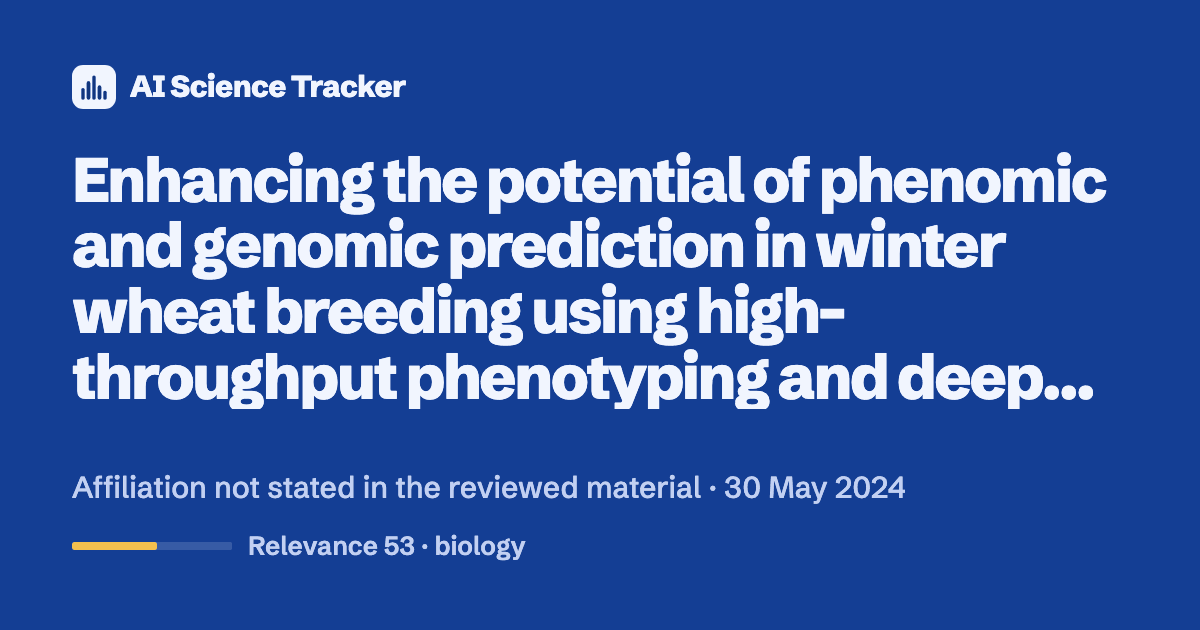 AI Science Tracker
Enhancing the potential of phenomic
and genomic prediction in winter
wheat breeding using high-
throughput phenotyping and deep...
Affiliation not stated in the reviewed material · 30 May 2024
Relevance 53 · biology